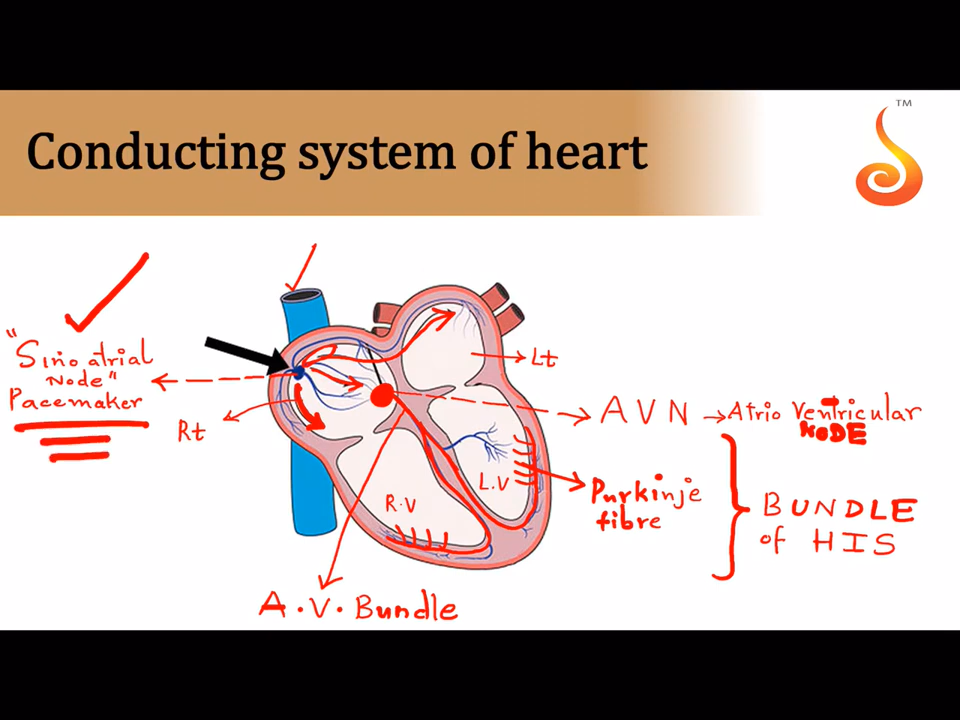 TM
Conducting system of heart
"Sino atrial
Node"
Pacemaker
Rt
Lt
A V N → Atrio Ventricular
NODE
L.V
R.V
Purkinje
fibre
BUNDLE
of HIS
A.V. Bundle